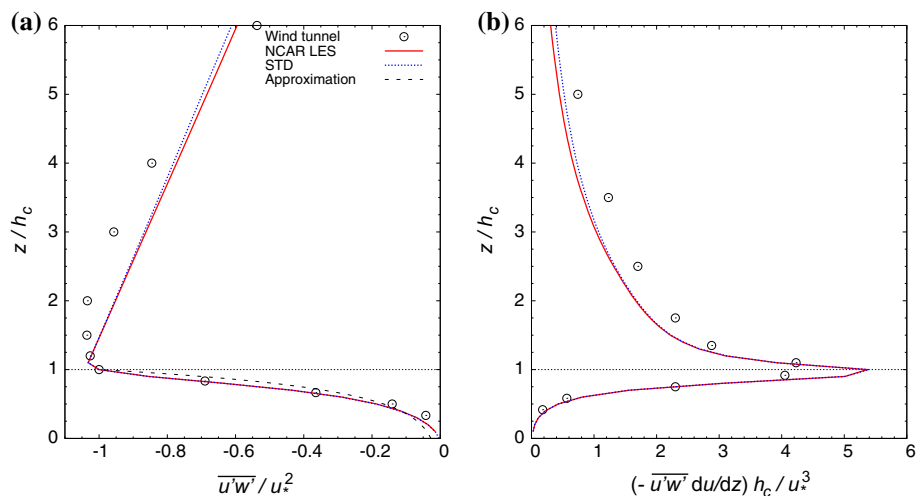 (a)
(b)
Wind tunnel
NCAR LES
STD
Approximation
6
5
4
3
2
1
0
z / h_c
-1
-0.8
-0.6
-0.4
-0.2
0
u'w' / u_*^2
6
5
4
3
2
1
0
z / h_c
0
1
2
3
4
5
6
(- u'w' du/dz) h_c / u_*^3